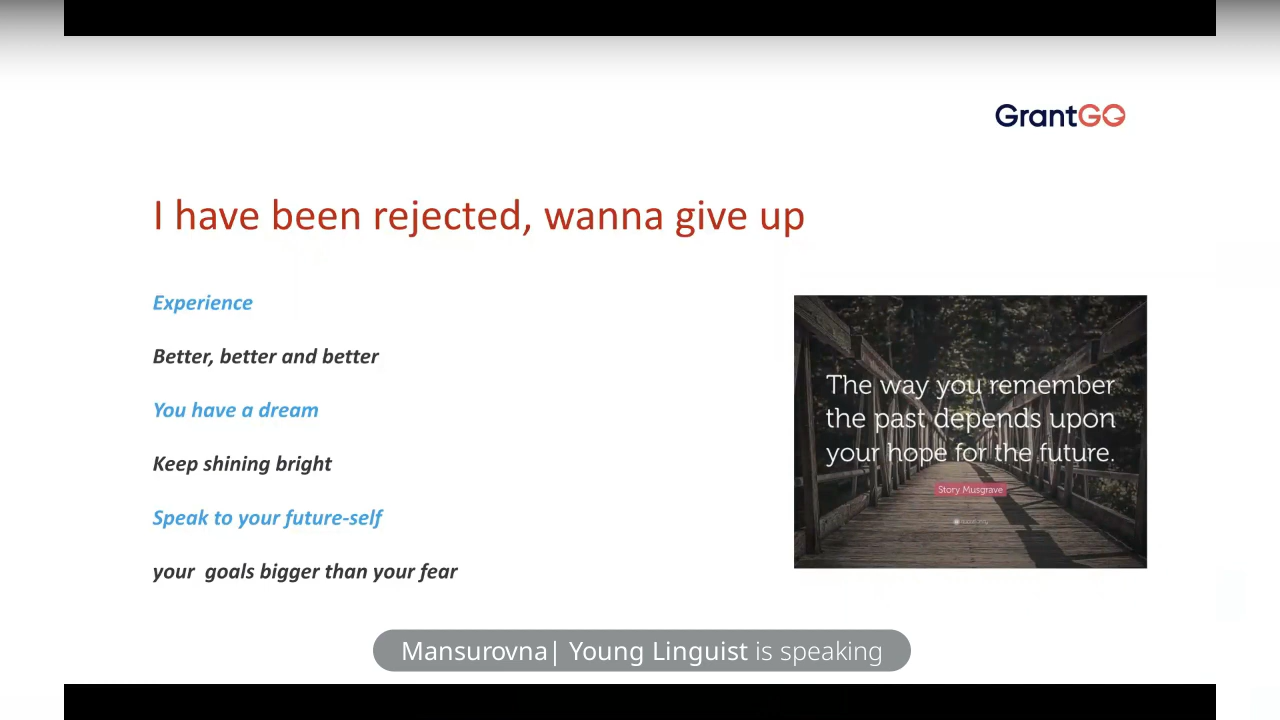 GrantGO
I have been rejected, wanna give up
Experience
Better, better and better
You have a dream
Keep shining bright
Speak to your future-self
your  goals bigger than your fear
The way you remember
the past depends upon
your hope for the future.
Story Musgrave
Mansurovna| Young Linguist is speaking